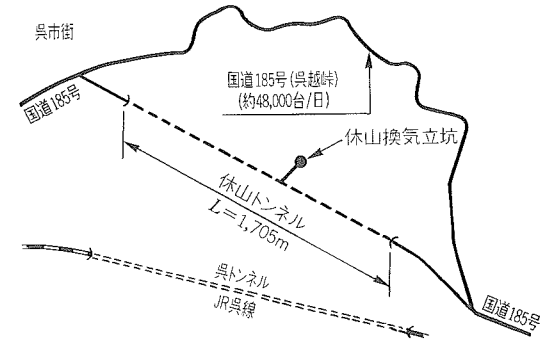 呉市街
国道185号
国道185号(呉越峠)
(約48,000台/日)
休山換気立坑
休山トンネル
L=1,705m
呉トンネル
JR呉線
国道185号